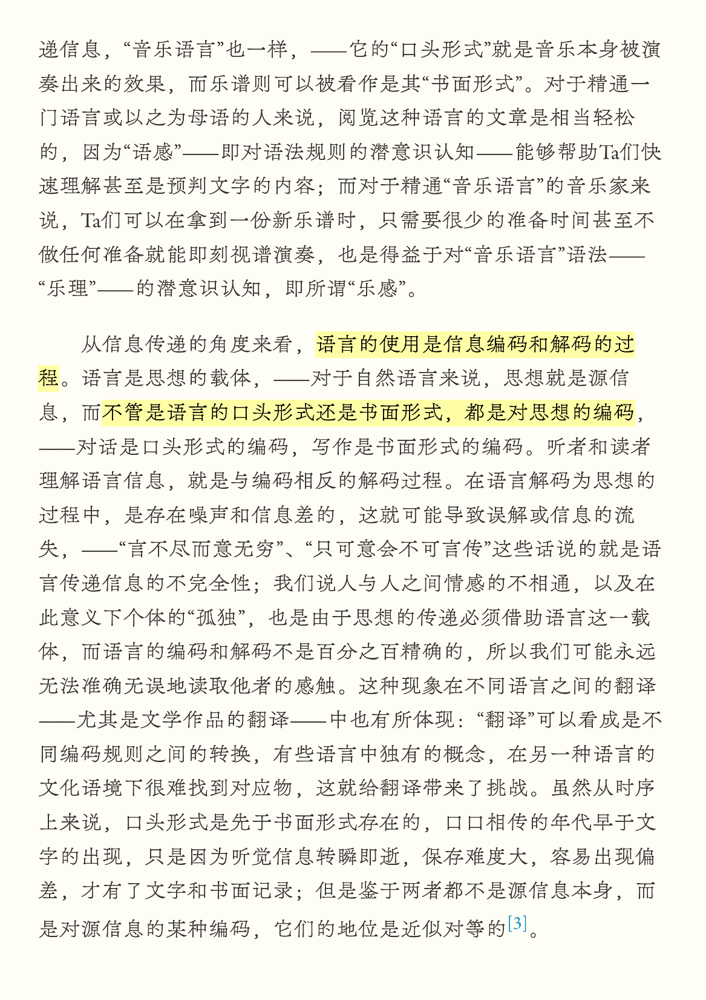 递信息，“音乐语言”也一样，——它的“口头形式”就是音乐本身被演
奏出来的效果，而乐谱则可以被看作是其“书面形式”。对于精通一
门语言或以之为母语的人来说，阅览这种语言的文章是相当轻松
的，因为“语感”——即对语法规则的潜意识认知——能够帮助Ta们快
速理解甚至是预判文字的内容；而对于精通“音乐语言”的音乐家来
说，Ta们可以在拿到一份新乐谱时，只需要很少的准备时间甚至不
做任何准备就能即刻视谱演奏，也是得益于对“音乐语言”语法——
“乐理”——的潜意识认知，即所谓“乐感”。
从信息传递的角度来看，语言的使用是信息编码和解码的过
程。语言是思想的载体，——对于自然语言来说，思想就是源信
息，而不管是语言的口头形式还是书面形式，都是对思想的编码，
——对话是口头形式的编码，写作是书面形式的编码。听者和读者
理解语言信息，就是与编码相反的解码过程。在语言解码为思想的
过程中，是存在噪声和信息差的，这就可能导致误解或信息的流
失，——“言不尽而意无穷”、“只可意会不可言传”这些话说的就是语
言传递信息的不完全性；我们说人与人之间情感的不相通，以及在
此意义下个体的“孤独”，也是由于思想的传递必须借助语言这一载
体，而语言的编码和解码不是百分之百精确的，所以我们可能永远
无法准确无误地读取他者的感触。这种现象在不同语言之间的翻译
——尤其是文学作品的翻译——中也有所体现：“翻译”可以看成是不
同编码规则之间的转换，有些语言中独有的概念，在另一种语言的
文化语境下很难找到对应物，这就给翻译带来了挑战。虽然从时序
上来说，口头形式是先于书面形式存在的，口口相传的年代早于文
字的出现，只是因为听觉信息转瞬即逝，保存难度大，容易出现偏
差，才有了文字和书面记录；但是鉴于两者都不是源信息本身，而
是对源信息的某种编码，它们的地位是近似对等的[3]。